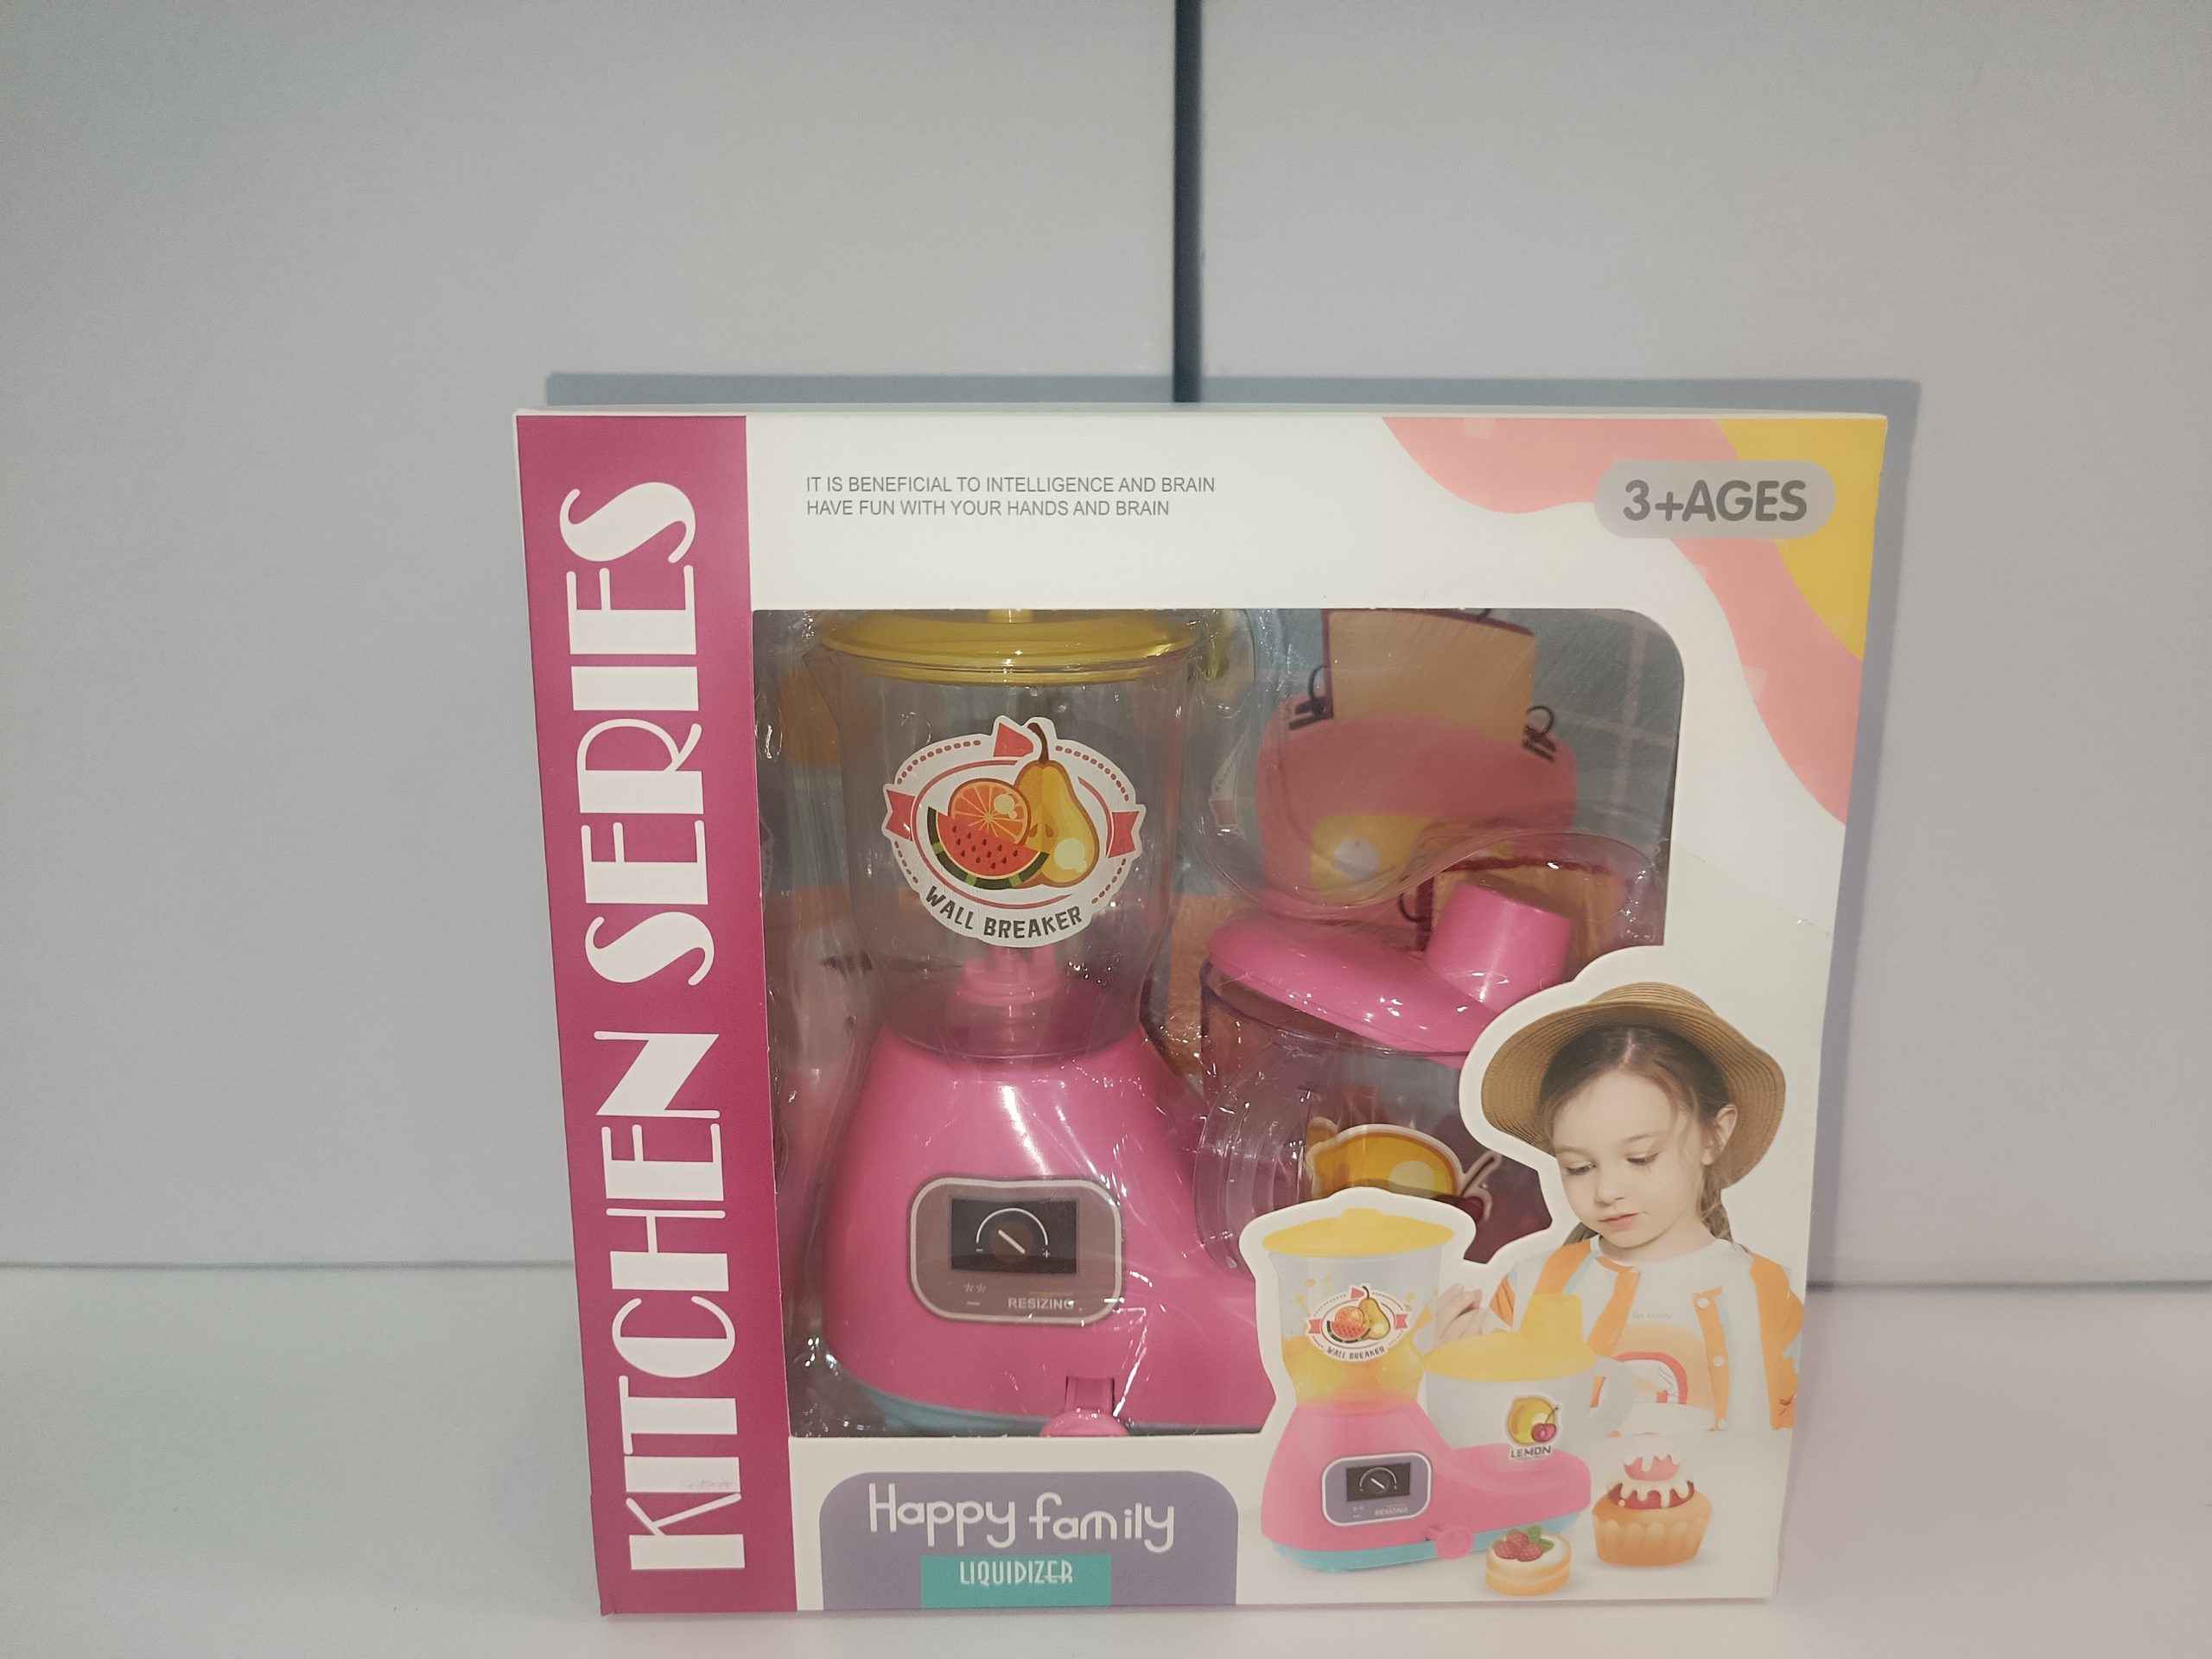 KITCHEN SERIES
IT IS BENEFICIAL TO INTELLIGENCE AND BRAIN
HAVE FUN WITH YOUR HANDS AND BRAIN
3+AGES
WALL BREAKER
- +
**
RESIZING
WALL BREAKER
LEMON
RESIZING
Happy family
LIQUIDIZER